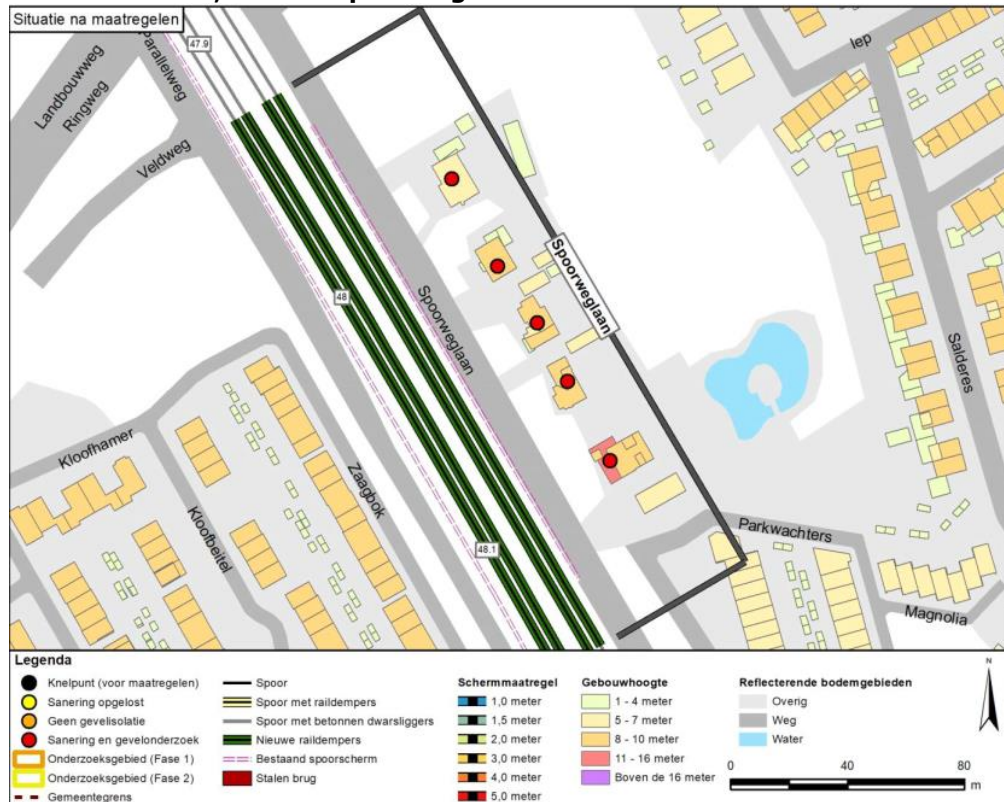 Situatie na maatregelen
47.9
Parallelweg
Landbouwweg
Ringweg
Veldweg
Iep
Spoorweglaan
48
Spoorweglaan
Salderes
Kloofhamer
Zaagbok
Kloofbeitel
48.1
Parkwachters
Magnolia
Legenda
Knelpunt (voor maatregelen)
Sanering opgelost
Geen gevelisolatie
Sanering en gevelonderzoek
Onderzoeksgebied (Fase 1)
Onderzoeksgebied (Fase 2)
Gemeentegrens
Spoor
Spoor met raildempers
Spoor met betonnen dwarsliggers
Nieuwe raildempers
Bestaand spoorscherm
Stalen brug
Schermmaatregel
1,0 meter
1,5 meter
2,0 meter
3,0 meter
4,0 meter
5,0 meter
Gebouwhoogte
1 - 4 meter
5 - 7 meter
8 - 10 meter
11 - 16 meter
Boven de 16 meter
Reflecterende bodemgebieden
Overig
Weg
Water
N
0 40 80
m